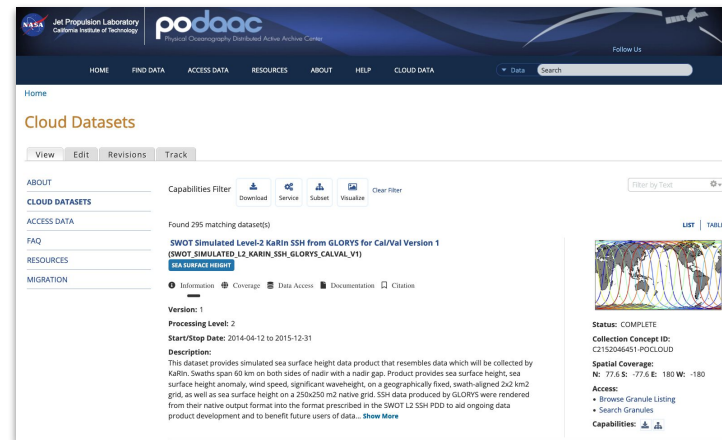 NASA
Jet Propulsion Laboratory
California Institute of Technology
podaac
Physical Oceanography Distributed Active Archive Center
Follow Us
HOME FIND DATA ACCESS DATA RESOURCES ABOUT HELP CLOUD DATA
Data Search
Home
Cloud Datasets
View Edit Revisions Track
ABOUT
CLOUD DATASETS
ACCESS DATA
FAQ
RESOURCES
MIGRATION
Capabilities Filter Download Service Subset Visualize Clear Filter
Filter by Text
Found 295 matching dataset(s)
LIST | TABL
SWOT Simulated Level-2 KaRIn SSH from GLORYS for Cal/Val Version 1
(SWOT_SIMULATED_L2_KARIN_SSH_GLORYS_CALVAL_V1)
SEA SURFACE HEIGHT
Information Coverage Data Access Documentation Citation
Version: 1
Processing Level: 2
Start/Stop Date: 2014-04-12 to 2015-12-31
Description:
This dataset provides simulated sea surface height data product that resembles data which will be collected by
KaRIn. Swaths span 60 km on both sides of nadir with a nadir gap. Product provides sea surface height, sea
surface height anomaly, wind speed, significant waveheight, on a geographically fixed, swath-aligned 2x2 km2
grid, as well as sea surface height on a 250x250 m2 native grid. SSH data produced by GLORYS were rendered
from their native output format into the format prescribed in the SWOT L2 SSH PDD to aid ongoing data
product development and to benefit future users of data... Show More
Status: COMPLETE
Collection Concept ID:
C2152046451-POCLOUD
Spatial Coverage:
N: 77.6 S: -77.6 E: 180 W: -180
Access:
• Browse Granule Listing
• Search Granules
Capabilities: